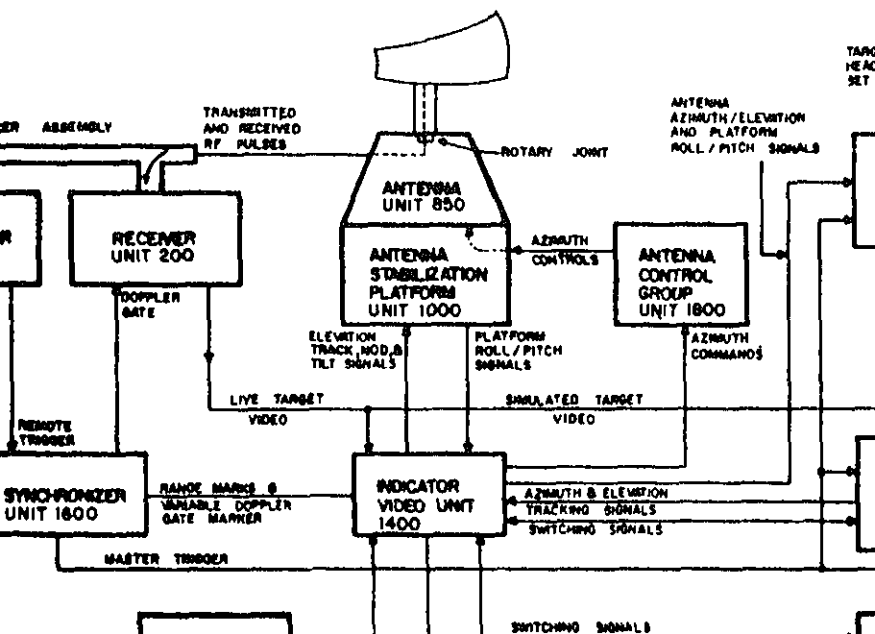 TARG
HEAD
SET
ANTENNA
AZIMUTH/ELEVATION
AND PLATFORM
ROLL/PITCH SIGNALS
TRANSMITTED
AND RECEIVED
RF PULSES
ER ASSEMBLY
ROTARY JOINT
ANTENNA
UNIT 850
R
RECEIVER
UNIT 200
ANTENNA
STABILIZATION
PLATFORM
UNIT 1000
AZIMUTH
CONTROLS
ANTENNA
CONTROL
GROUP
UNIT 1800
DOPPLER
GATE
ELEVATION
TRACK, NOD, &
TILT SIGNALS
PLATFORM
ROLL/PITCH
SIGNALS
AZIMUTH
COMMANDS
LIVE TARGET
VIDEO
SIMULATED TARGET
VIDEO
REMOTE
TRIGGER
SYNCHRONIZER
UNIT 1600
RANGE MARKS &
VARIABLE DOPPLER
GATE MARKER
INDICATOR
VIDEO UNIT
1400
AZIMUTH & ELEVATION
TRACKING SIGNALS
SWITCHING SIGNALS
MASTER TRIGGER
SWITCHING SIGNALS